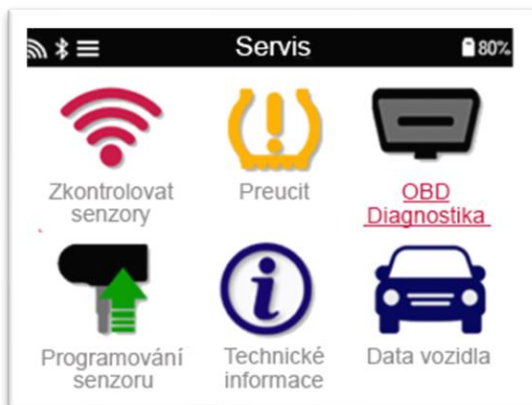 Servis
80%
Zkontrolovat
senzory
Preucit
OBD
Diagnostika
Programování
senzoru
Technické
informace
Data vozidla